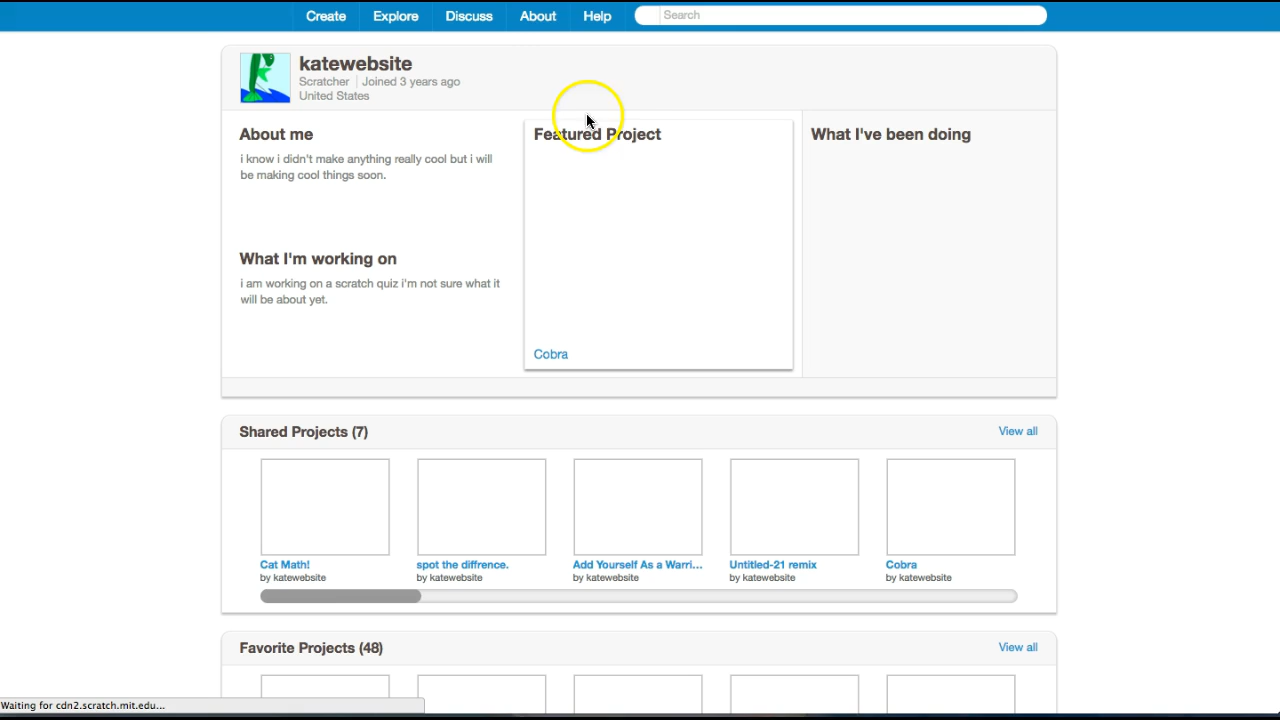 Create Explore Discuss About Help Search
katewebsite
Scratcher Joined 3 years ago
United States
About me
i know i didn't make anything really cool but i will
be making cool things soon.
What I'm working on
i am working on a scratch quiz i'm not sure what it
will be about yet.
Featured Project
Cobra
What I've been doing
Shared Projects (7) View all
Cat Math! spot the diffrence. Add Yourself As a Warri... Untitled-21 remix Cobra
by katewebsite by katewebsite by katewebsite by katewebsite by katewebsite
Favorite Projects (48) View all
Waiting for cdn2.scratch.mit.edu...